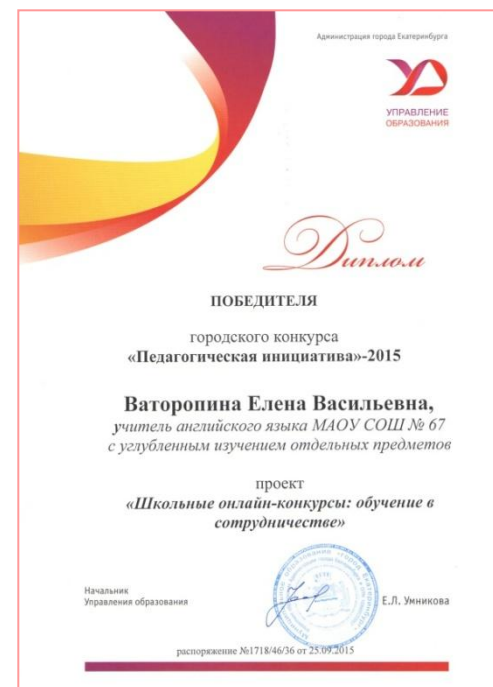 Администрация города Екатеринбурга
УПРАВЛЕНИЕ
ОБРАЗОВАНИЯ
Диплом
ПОБЕДИТЕЛЯ
городского конкурса
«Педагогическая инициатива»-2015
Ваторопина Елена Васильевна,
учитель английского языка МАОУ СОШ № 67
с углубленным изучением отдельных предметов
проект
«Школьные онлайн-конкурсы: обучение в
сотрудничестве»
Начальник
Управления образования
Е.Л. Умникова
распоряжение №1718/46/36 от 25.09.2015